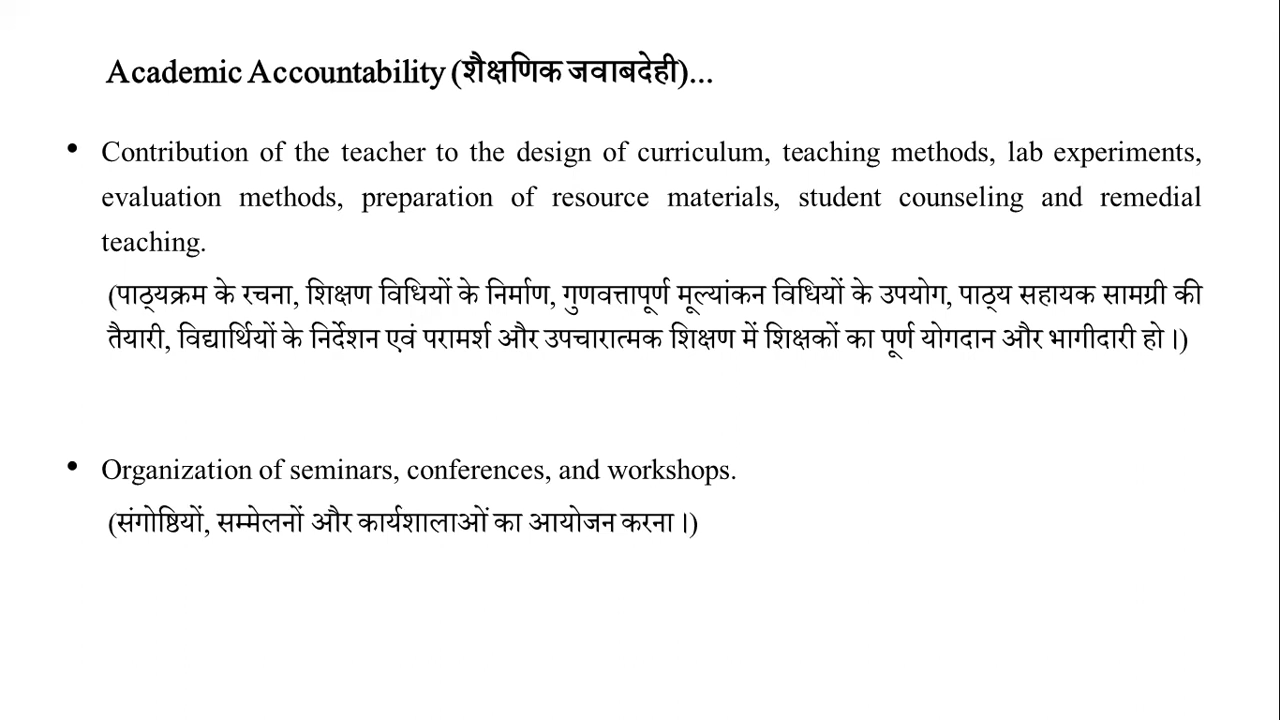 Academic Accountability (शैक्षणिक जवाबदेही)...
• Contribution of the teacher to the design of curriculum, teaching methods, lab experiments,
evaluation methods, preparation of resource materials, student counseling and remedial
teaching.
(पाठ्यक्रम के रचना, शिक्षण विधियों के निर्माण, गुणवत्तापूर्ण मूल्यांकन विधियों के उपयोग, पाठ्य सहायक सामग्री की
तैयारी, विद्यार्थियों के निर्देशन एवं परामर्श और उपचारात्मक शिक्षण में शिक्षकों का पूर्ण योगदान और भागीदारी हो ।)
• Organization of seminars, conferences, and workshops.
(संगोष्ठियों, सम्मेलनों और कार्यशालाओं का आयोजन करना ।)